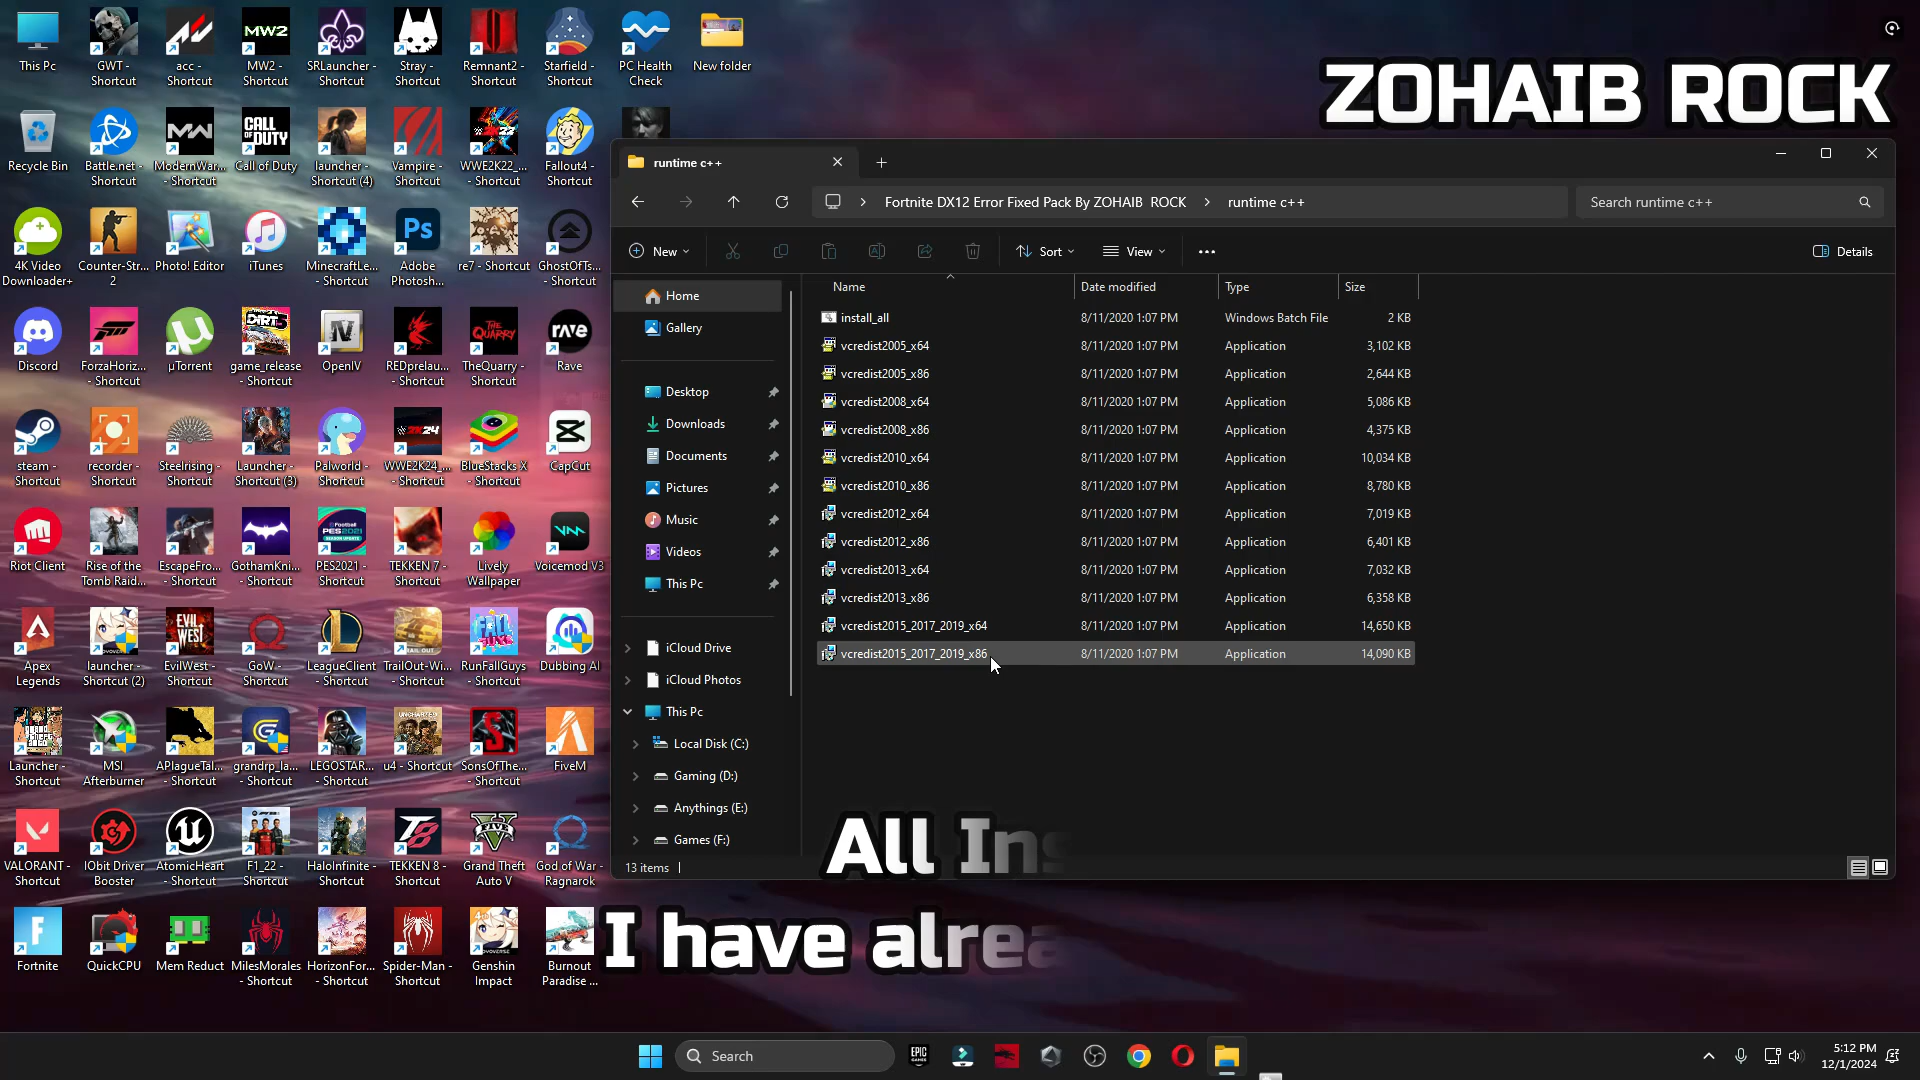 ZOHAIB ROCK
This Pc
GWT - Shortcut
acc - Shortcut
MW2 - Shortcut
SRLauncher - Shortcut
Stray - Shortcut
Remnant2 - Shortcut
Starfield - Shortcut
PC Health Check
New folder
Recycle Bin
Battle.net - Shortcut
ModernWar... - Shortcut
Call of Duty
launcher - Shortcut (4)
Vampire - Shortcut
WWE2K22_... - Shortcut
Fallout4 - Shortcut
4K Video Downloader+
Counter-Str... 2
Photo! Editor
iTunes
MinecraftLe... - Shortcut
Adobe Photosh...
re7 - Shortcut
GhostOfTs... - Shortcut
Discord
ForzaHoriz... - Shortcut
µTorrent
game_release - Shortcut
OpenIV
REDprelau... - Shortcut
TheQuarry - Shortcut
Rave
steam - Shortcut
recorder - Shortcut
Steelrising - Shortcut
Launcher - Shortcut (3)
Palworld - Shortcut
WWE2K24_... - Shortcut
BlueStacks X - Shortcut
CapCut
Riot Client
Rise of the Tomb Raid...
EscapeFro... - Shortcut
GothamKni... - Shortcut
PES2021 - Shortcut
TEKKEN 7 - Shortcut
Lively Wallpaper
Voicemod V3
Apex Legends
launcher - Shortcut (2)
EvilWest - Shortcut
GoW - Shortcut
LeagueClient - Shortcut
TrailOut-Wi... - Shortcut
RunFallGuys - Shortcut
Dubbing AI
Launcher - Shortcut
MSI Afterburner
APlagueTal... - Shortcut
grandrp_la... - Shortcut
LEGOSTAR... - Shortcut
u4 - Shortcut
SonsOfThe... - Shortcut
FiveM
VALORANT - Shortcut
IObit Driver Booster
AtomicHeart - Shortcut
F1_22 - Shortcut
HaloInfinite - Shortcut
TEKKEN 8 - Shortcut
Grand Theft Auto V
God of War - Ragnarok
Fortnite
QuickCPU
Mem Reduct
MilesMorales - Shortcut
HorizonFor... - Shortcut
Spider-Man - Shortcut
Genshin Impact
Burnout Paradise ...
runtime c++
Fortnite DX12 Error Fixed Pack By ZOHAIB ROCK > runtime c++
Search runtime c++
New
Sort
View
Details
Home
Gallery
Desktop
Downloads
Documents
Pictures
Music
Videos
This Pc
iCloud Drive
iCloud Photos
This Pc
Local Disk (C:)
Gaming (D:)
Anythings (E:)
Games (F:)
Name Date modified Type Size
install_all 8/11/2020 1:07 PM Windows Batch File 2 KB
vcredist2005_x64 8/11/2020 1:07 PM Application 3,102 KB
vcredist2005_x86 8/11/2020 1:07 PM Application 2,644 KB
vcredist2008_x64 8/11/2020 1:07 PM Application 5,086 KB
vcredist2008_x86 8/11/2020 1:07 PM Application 4,375 KB
vcredist2010_x64 8/11/2020 1:07 PM Application 10,034 KB
vcredist2010_x86 8/11/2020 1:07 PM Application 8,780 KB
vcredist2012_x64 8/11/2020 1:07 PM Application 7,019 KB
vcredist2012_x86 8/11/2020 1:07 PM Application 6,401 KB
vcredist2013_x64 8/11/2020 1:07 PM Application 7,032 KB
vcredist2013_x86 8/11/2020 1:07 PM Application 6,358 KB
vcredist2015_2017_2019_x64 8/11/2020 1:07 PM Application 14,650 KB
vcredist2015_2017_2019_x86 8/11/2020 1:07 PM Application 14,090 KB
13 items
All Ins
I have alrea
Search
5:12 PM
12/1/2024